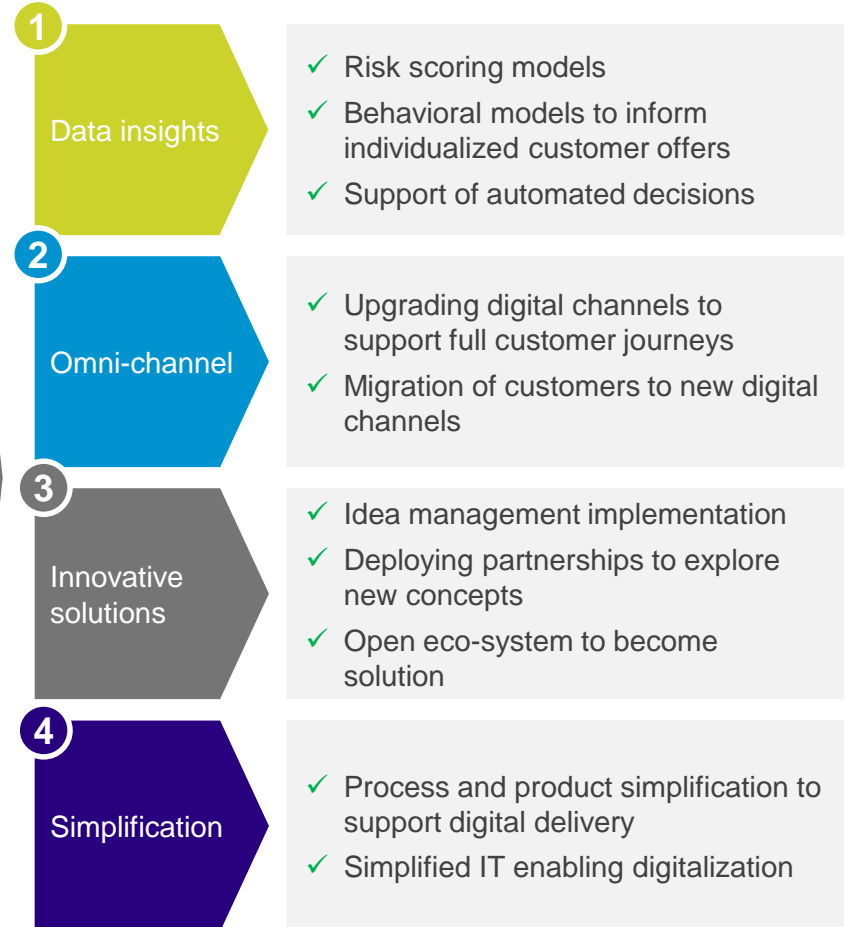 1
Data insights
✓ Risk scoring models
✓ Behavioral models to inform
individualized customer offers
✓ Support of automated decisions
2
Omni-channel
✓ Upgrading digital channels to
support full customer journeys
✓ Migration of customers to new digital
channels
3
Innovative
solutions
✓ Idea management implementation
✓ Deploying partnerships to explore
new concepts
✓ Open eco-system to become
solution
4
Simplification
✓ Process and product simplification to
support digital delivery
✓ Simplified IT enabling digitalization